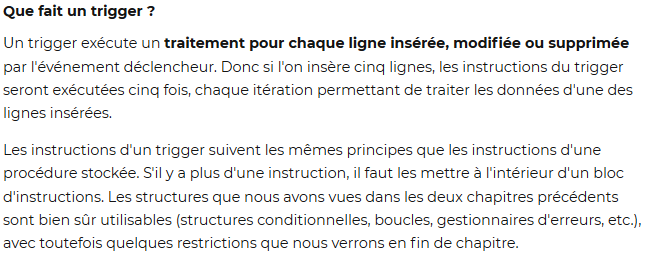 Que fait un trigger ?
Un trigger exécute un traitement pour chaque ligne insérée, modifiée ou supprimée
par l'événement déclencheur. Donc si l'on insère cinq lignes, les instructions du trigger
seront exécutées cinq fois, chaque itération permettant de traiter les données d'une des
lignes insérées.
Les instructions d'un trigger suivent les mêmes principes que les instructions d'une
procédure stockée. S'il y a plus d'une instruction, il faut les mettre à l'intérieur d'un bloc
d'instructions. Les structures que nous avons vues dans les deux chapitres précédents
sont bien sûr utilisables (structures conditionnelles, boucles, gestionnaires d'erreurs, etc.),
avec toutefois quelques restrictions que nous verrons en fin de chapitre.